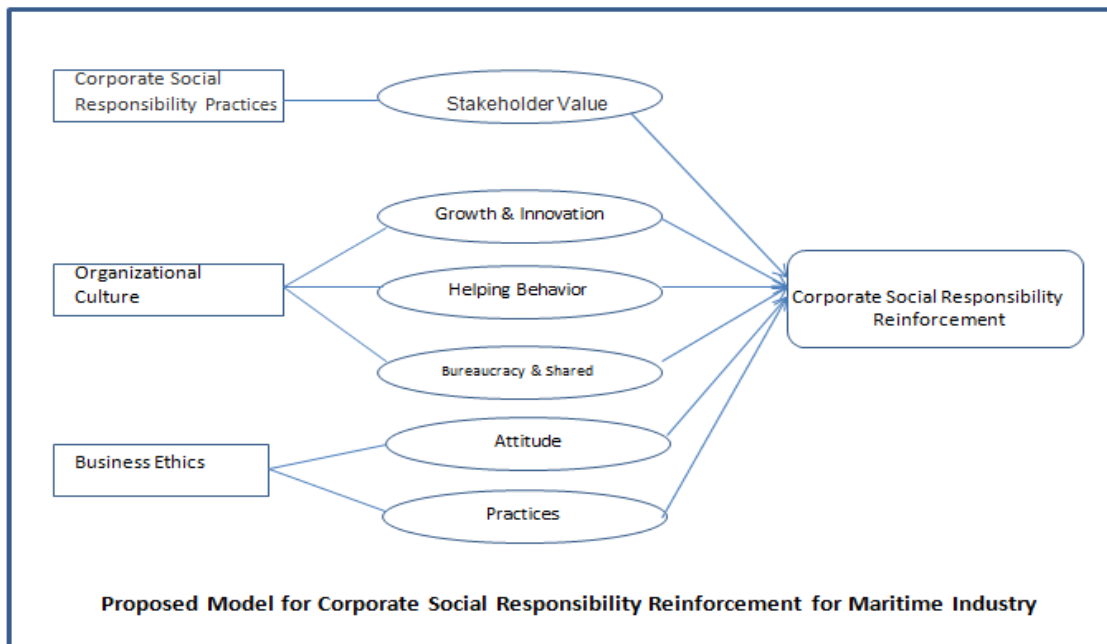 Corporate Social
Responsibility Practices
Stakeholder Value
Growth & Innovation
Organizational
Culture
Helping Behavior
Corporate Social Responsibility
Reinforcement
Bureaucracy & Shared
Attitude
Business Ethics
Practices
Proposed Model for Corporate Social Responsibility Reinforcement for Maritime Industry